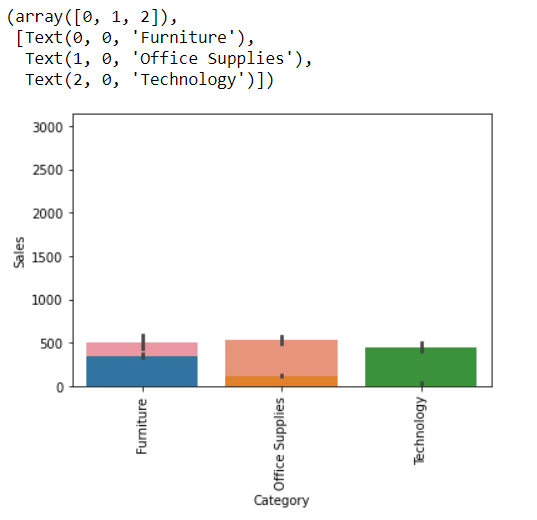 (array([0, 1, 2]),
 [Text(0, 0, 'Furniture'),
  Text(1, 0, 'Office Supplies'),
  Text(2, 0, 'Technology')])
3000
2500
2000
1500
1000
500
0
Sales
Furniture
Office Supplies
Technology
Category